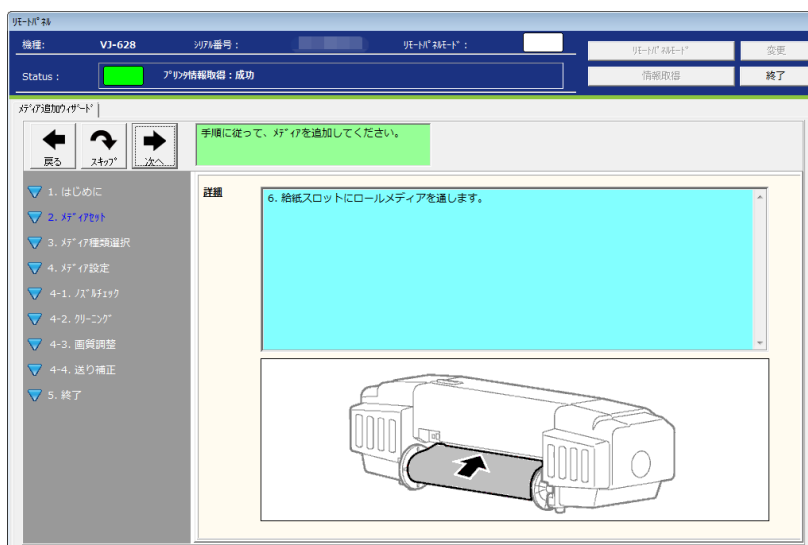 ﾘﾓｰﾄﾊﾟﾈﾙ
機種: VJ-628 ｼﾘｱﾙ番号: ﾘﾓｰﾄﾊﾟﾈﾙﾓｰﾄﾞ:
ﾘﾓｰﾄﾊﾟﾈﾙﾓｰﾄﾞ 変更
Status : ﾌﾟﾘﾝﾀ情報取得：成功
情報取得 終了
ﾒﾃﾞｨｱ追加ｳｨｻﾞｰﾄﾞ
戻る ｽｷｯﾌﾟ 次へ
手順に従って、ﾒﾃﾞｨｱを追加してください。
1. はじめに
2. ﾒﾃﾞｨｱｾｯﾄ
3. ﾒﾃﾞｨｱ種類選択
4. ﾒﾃﾞｨｱ設定
4-1. ﾉｽﾞﾙﾁｪｯｸ
4-2. ｸﾘｰﾆﾝｸﾞ
4-3. 画質調整
4-4. 送り補正
5. 終了
詳細
6. 給紙スロットにロールメディアを通します。